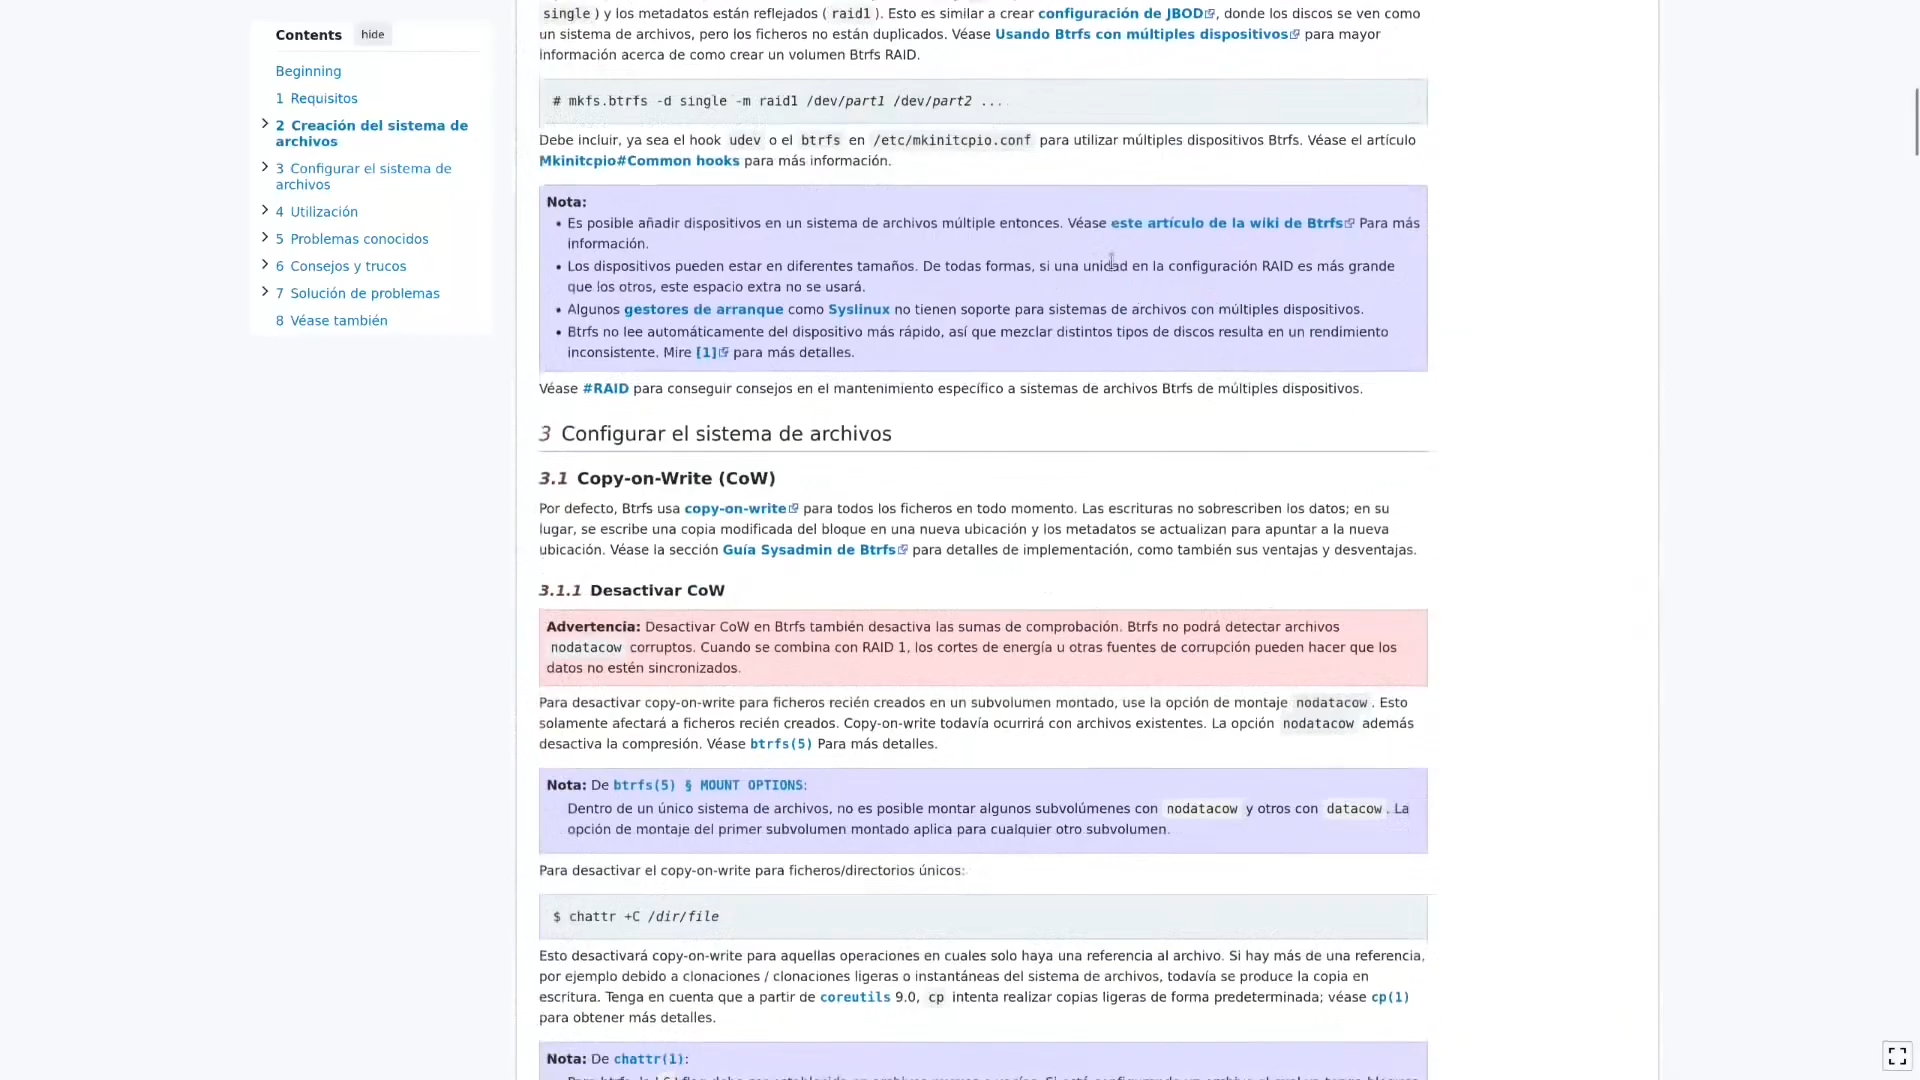 Contents hide
Beginning
1 Requisitos
2 Creación del sistema de
archivos
3 Configurar el sistema de
archivos
4 Utilización
5 Problemas conocidos
6 Consejos y trucos
7 Solución de problemas
8 Véase también
single ) y los metadatos están reflejados ( raid1 ). Esto es similar a crear configuración de JBOD, donde los discos se ven como
un sistema de archivos, pero los ficheros no están duplicados. Véase Usando Btrfs con múltiples dispositivos para mayor
información acerca de como crear un volumen Btrfs RAID.
# mkfs.btrfs -d single -m raid1 /dev/part1 /dev/part2 ...
Debe incluir, ya sea el hook udev o el btrfs en /etc/mkinitcpio.conf para utilizar múltiples dispositivos Btrfs. Véase el artículo
Mkinitcpio#Common hooks para más información.
Nota:
• Es posible añadir dispositivos en un sistema de archivos múltiple entonces. Véase este artículo de la wiki de Btrfs Para más
información.
• Los dispositivos pueden estar en diferentes tamaños. De todas formas, si una unidad en la configuración RAID es más grande
que los otros, este espacio extra no se usará.
• Algunos gestores de arranque como Syslinux no tienen soporte para sistemas de archivos con múltiples dispositivos.
• Btrfs no lee automáticamente del dispositivo más rápido, así que mezclar distintos tipos de discos resulta en un rendimiento
inconsistente. Mire [1] para más detalles.
Véase #RAID para conseguir consejos en el mantenimiento específico a sistemas de archivos Btrfs de múltiples dispositivos.
3 Configurar el sistema de archivos
3.1 Copy-on-Write (CoW)
Por defecto, Btrfs usa copy-on-write para todos los ficheros en todo momento. Las escrituras no sobrescriben los datos; en su
lugar, se escribe una copia modificada del bloque en una nueva ubicación y los metadatos se actualizan para apuntar a la nueva
ubicación. Véase la sección Guía Sysadmin de Btrfs para detalles de implementación, como también sus ventajas y desventajas.
3.1.1 Desactivar CoW
Advertencia: Desactivar CoW en Btrfs también desactiva las sumas de comprobación. Btrfs no podrá detectar archivos
nodatacow corruptos. Cuando se combina con RAID 1, los cortes de energía u otras fuentes de corrupción pueden hacer que los
datos no estén sincronizados.
Para desactivar copy-on-write para ficheros recién creados en un subvolumen montado, use la opción de montaje nodatacow . Esto
solamente afectará a ficheros recién creados. Copy-on-write todavía ocurrirá con archivos existentes. La opción nodatacow además
desactiva la compresión. Véase btrfs(5) Para más detalles.
Nota: De btrfs(5) § MOUNT OPTIONS:
Dentro de un único sistema de archivos, no es posible montar algunos subvolúmenes con nodatacow y otros con datacow . La
opción de montaje del primer subvolumen montado aplica para cualquier otro subvolumen.
Para desactivar el copy-on-write para ficheros/directorios únicos:
$ chattr +C /dir/file
Esto desactivará copy-on-write para aquellas operaciones en cuales solo haya una referencia al archivo. Si hay más de una referencia,
por ejemplo debido a clonaciones / clonaciones ligeras o instantáneas del sistema de archivos, todavía se produce la copia en
escritura. Tenga en cuenta que a partir de coreutils 9.0, cp intenta realizar copias ligeras de forma predeterminada; véase cp(1)
para obtener más detalles.
Nota: De chattr(1):